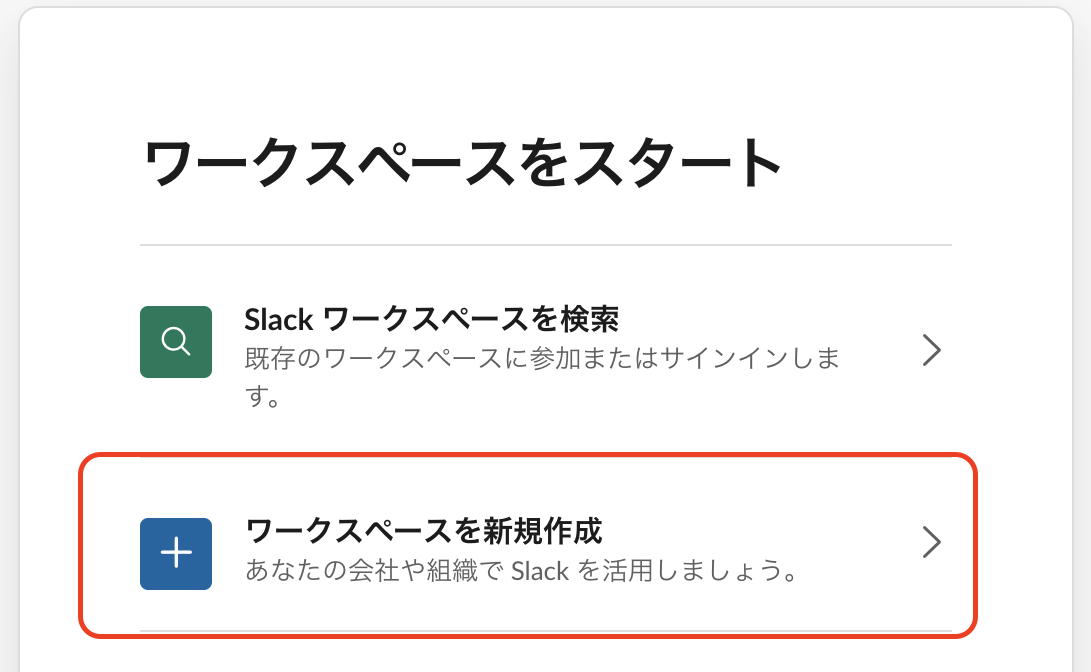 ワークスペースをスタート
Slack ワークスペースを検索
既存のワークスペースに参加またはサインインしま
す。
ワークスペースを新規作成
あなたの会社や組織で Slack を活用しましょう。